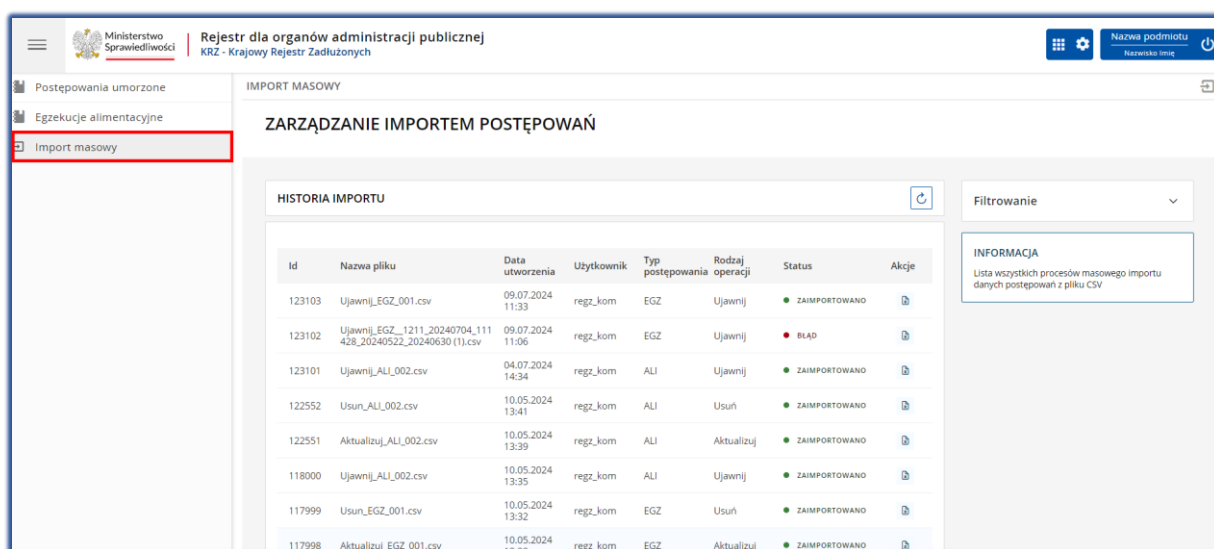 Ministerstwo
Sprawiedliwości
Rejestr dla organów administracji publicznej
KRZ - Krajowy Rejestr Zadłużonych
Nazwa podmiotu
Nazwisko Imię
Postępowania umorzone
Egzekucje alimentacyjne
Import masowy
IMPORT MASOWY
ZARZĄDZANIE IMPORTEM POSTĘPOWAŃ
HISTORIA IMPORTU
Id Nazwa pliku Data utworzenia Użytkownik Typ postępowania Rodzaj operacji Status Akcje
123103 Ujawnij_EGZ_001.csv 09.07.2024 11:33 regz_kom EGZ Ujawnij ZAIMPORTOWANO
123102 Ujawnij_EGZ__1211_20240704_111428_20240522_20240630 (1).csv 09.07.2024 11:06 regz_kom EGZ Ujawnij BŁĄD
123101 Ujawnij_ALI_002.csv 04.07.2024 14:34 regz_kom ALI Ujawnij ZAIMPORTOWANO
122552 Usun_ALI_002.csv 10.05.2024 13:41 regz_kom ALI Usuń ZAIMPORTOWANO
122551 Aktualizuj_ALI_002.csv 10.05.2024 13:39 regz_kom ALI Aktualizuj ZAIMPORTOWANO
118000 Ujawnij_ALI_002.csv 10.05.2024 13:35 regz_kom ALI Ujawnij ZAIMPORTOWANO
117999 Usun_EGZ_001.csv 10.05.2024 13:32 regz_kom EGZ Usuń ZAIMPORTOWANO
117998 Aktualizuj_EGZ_001.csv 10.05.2024 regz_kom EGZ Aktualizuj ZAIMPORTOWANO
Filtrowanie
INFORMACJA
Lista wszystkich procesów masowego importu
danych postępowań z pliku CSV